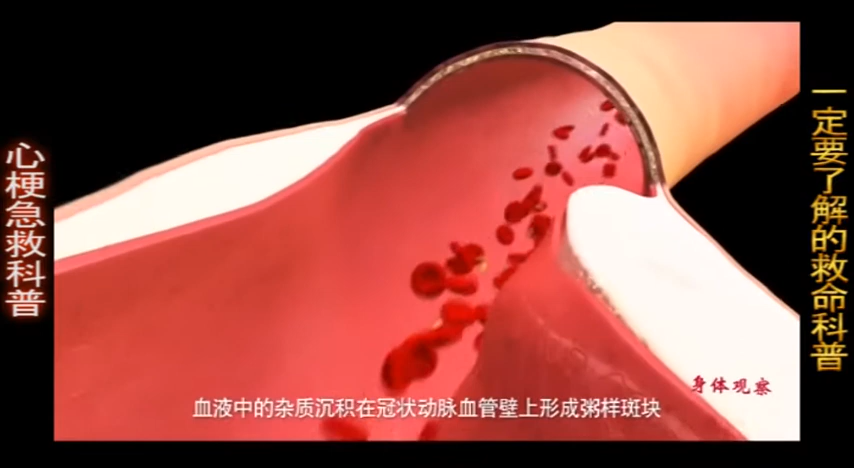 心梗急救科普
一定要了解的救命科普
身体观察
血液中的杂质沉积在冠状动脉血管壁上形成粥样斑块